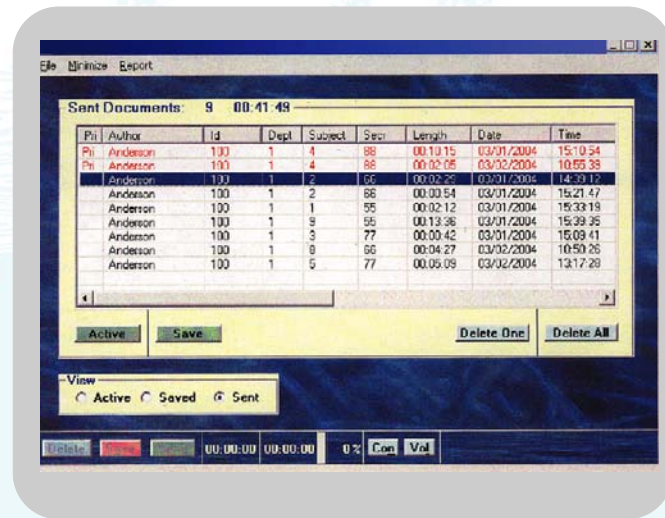 File Minimize Report
Sent Documents: 9 00:41:49
Pri Author Id Dept Subject Secr Length Date Time
Pri Anderson 100 1 4 88 00:10:15 03/01/2004 15:10:54
Pri Anderson 100 1 4 88 00:02:05 03/02/2004 10:55:39
Anderson 100 1 2 66 00:02:29 03/01/2004 14:39:12
Anderson 100 1 2 66 00:00:54 03/01/2004 15:21:47
Anderson 100 1 1 55 00:02:12 03/01/2004 15:33:19
Anderson 100 1 9 55 00:13:36 03/01/2004 15:39:35
Anderson 100 1 3 77 00:00:42 03/01/2004 15:09:41
Anderson 100 1 8 66 00:04:27 03/02/2004 10:50:26
Anderson 100 1 5 77 00:05:09 03/02/2004 13:17:28
Active Save Delete One Delete All
View
Active Saved Sent
Delete 00:00:00 00:00:00 0% Con Vol